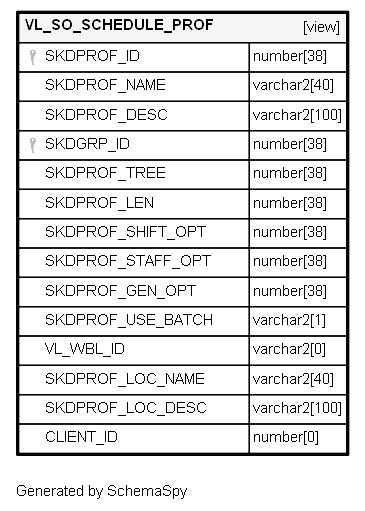 VL_SO_SCHEDULE_PROF [view]
SKDPROF_ID number[38]
SKDPROF_NAME varchar2[40]
SKDPROF_DESC varchar2[100]
SKDGRP_ID number[38]
SKDPROF_TREE number[38]
SKDPROF_LEN number[38]
SKDPROF_SHIFT_OPT number[38]
SKDPROF_STAFF_OPT number[38]
SKDPROF_GEN_OPT number[38]
SKDPROF_USE_BATCH varchar2[1]
VL_WBL_ID varchar2[0]
SKDPROF_LOC_NAME varchar2[40]
SKDPROF_LOC_DESC varchar2[100]
CLIENT_ID number[0]
Generated by SchemaSpy